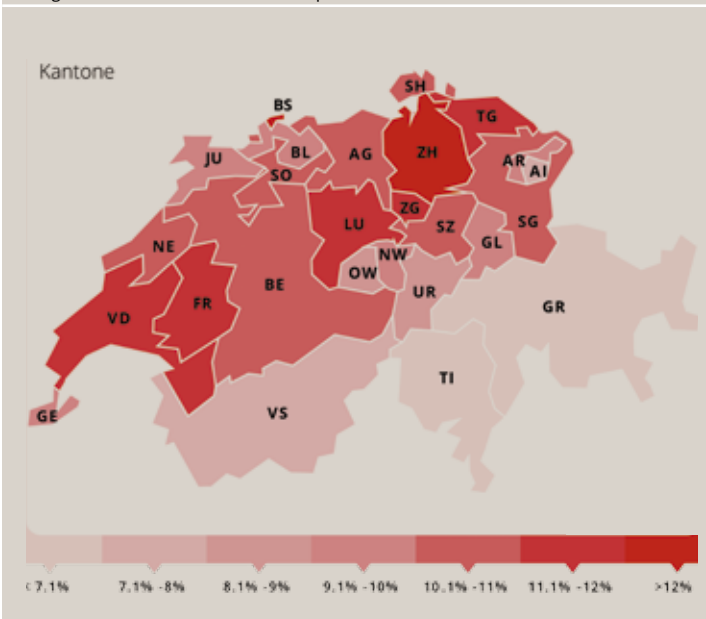 Kantone
SH
BS
TG
JU
BL
AG
ZH
AR
AI
SO
ZG
LU
SZ
SG
NE
NW
GL
OW
BE
UR
FR
GR
VD
TI
GE
VS
< 7.1%
7.1% -8%
8.1% -9%
9.1% -10%
10.1% -11%
11.1% -12%
>12%